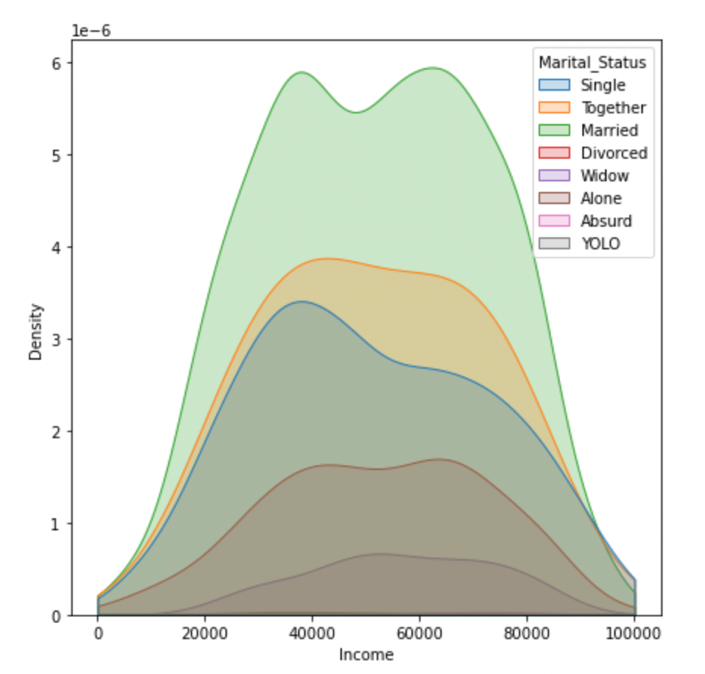 1e−6
6
5
4
3
2
1
0
Density
0 20000 40000 60000 80000 100000
Income
Marital_Status
Single
Together
Married
Divorced
Widow
Alone
Absurd
YOLO